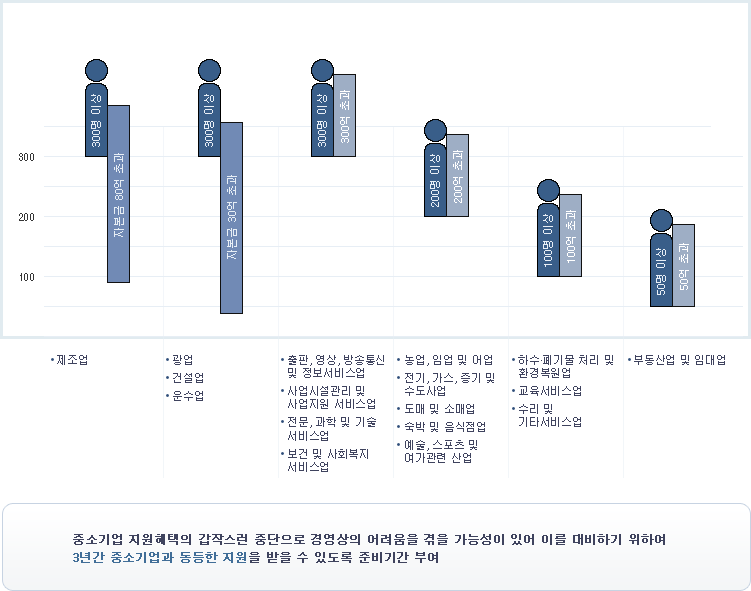 300명 이상
자본금 80억 초과
300명 이상
자본금 30억 초과
300명 이상
300억 초과
200명 이상
200억 초과
100명 이상
100억 초과
50명 이상
50억 초과
300
200
100
•제조업
•광업
•건설업
•운수업
•출판, 영상, 방송통신
및 정보서비스업
•사업시설관리 및
사업지원 서비스업
•전문, 과학 및 기술
서비스업
•보건 및 사회복지
서비스업
•농업, 임업 및 어업
•전기, 가스, 증기 및
수도사업
•도매 및 소매업
•숙박 및 음식점업
•예술, 스포츠 및
여가관련 산업
•하수·폐기물 처리 및
환경복원업
•교육서비스업
•수리 및
기타서비스업
•부동산업 및 임대업
중소기업 지원혜택의 갑작스런 중단으로 경영상의 어려움을 겪을 가능성이 있어 이를 대비하기 위하여
3년간 중소기업과 동등한 지원을 받을 수 있도록 준비기간 부여